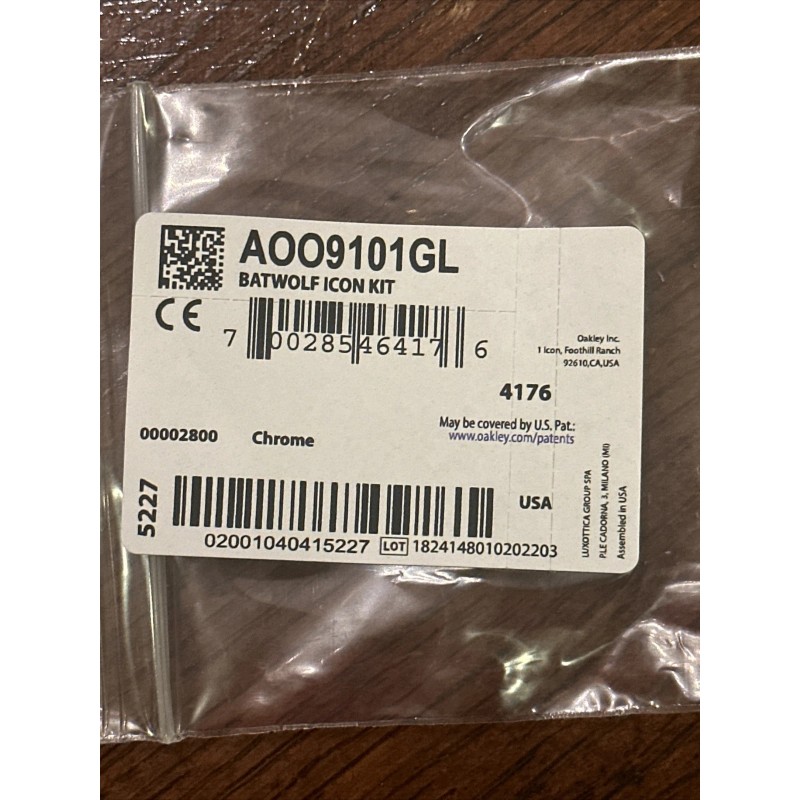 AOO9101GL
BATWOLF ICON KIT
CE
7 00285 46417 6
Oakley Inc.
1 Icon, Foothill Ranch
92610,CA,USA
4176
May be covered by U.S. Pat.:
www.oakley.com/patents
00002800 Chrome
5227
USA
02001040415227 LOT 1824148010202203
LUXOTTICA GROUP SPA
PLE CADORNA, 3, MILANO (MI)
Assembled in USA